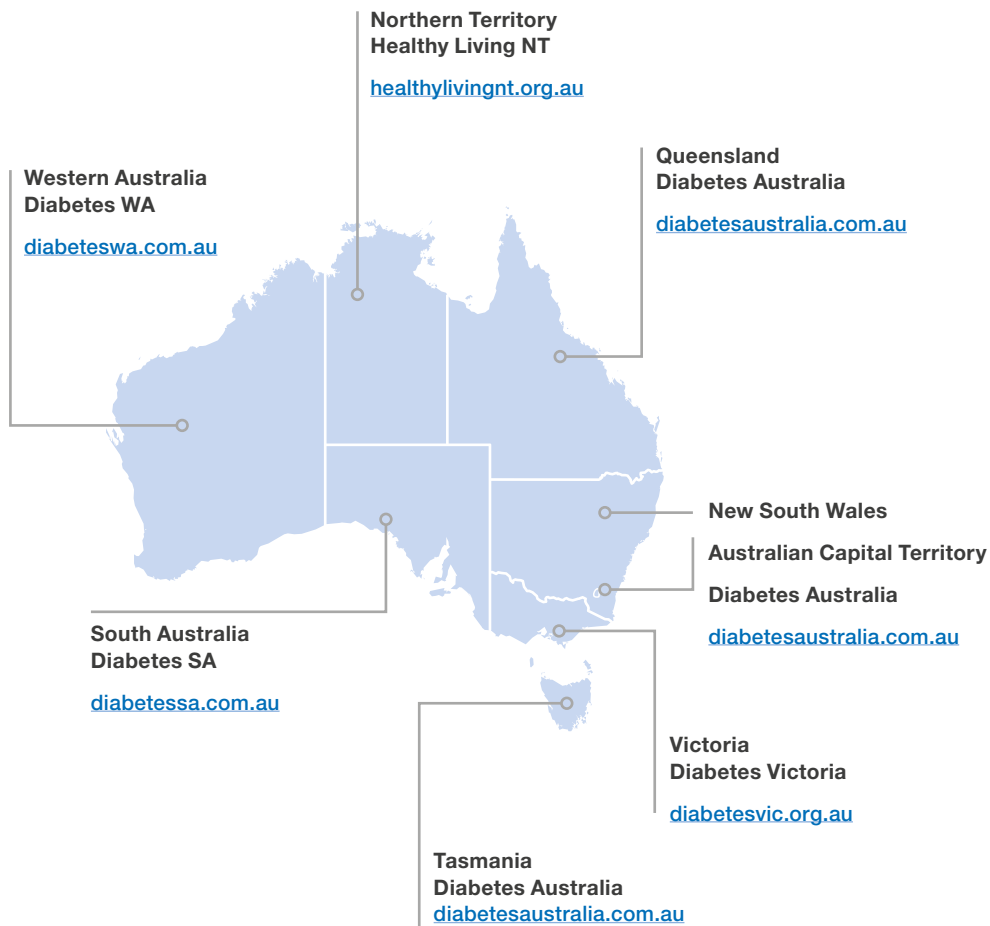 Northern Territory
Healthy Living NT
healthylivingnt.org.au
Queensland
Diabetes Australia
diabetesaustralia.com.au
Western Australia
Diabetes WA
diabeteswa.com.au
New South Wales
Australian Capital Territory
Diabetes Australia
diabetesaustralia.com.au
South Australia
Diabetes SA
diabetessa.com.au
Victoria
Diabetes Victoria
diabetesvic.org.au
Tasmania
Diabetes Australia
diabetesaustralia.com.au